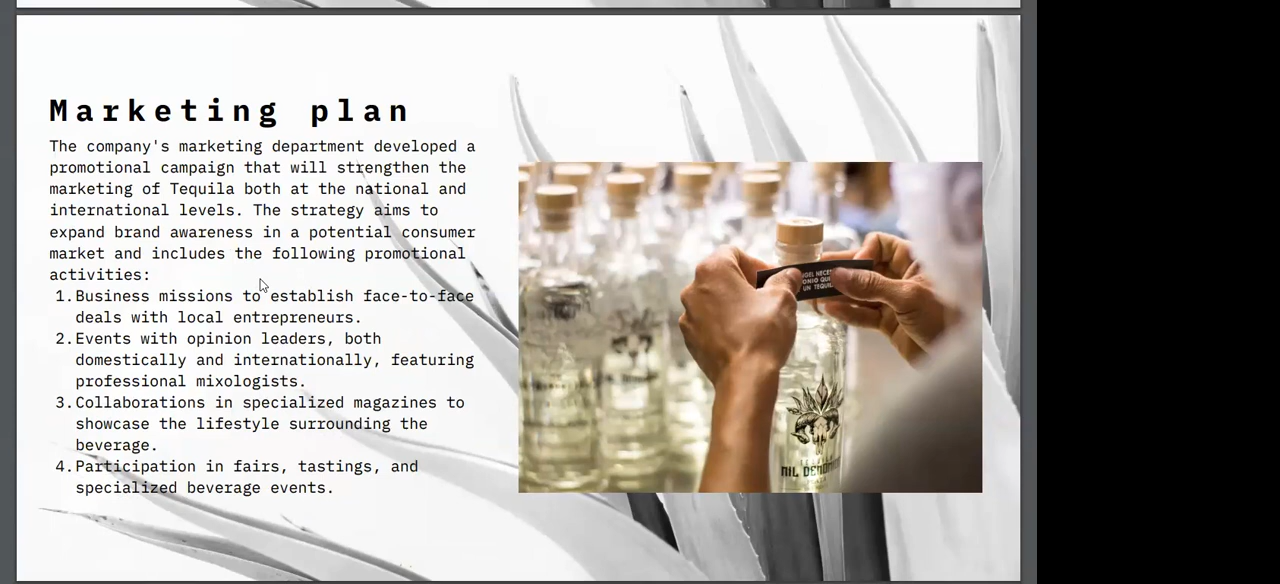 Marketing plan
The company's marketing department developed a
promotional campaign that will strengthen the
marketing of Tequila both at the national and
international levels. The strategy aims to
expand brand awareness in a potential consumer
market and includes the following promotional
activities:
1.Business missions to establish face-to-face
deals with local entrepreneurs.
2.Events with opinion leaders, both
domestically and internationally, featuring
professional mixologists.
3.Collaborations in specialized magazines to
showcase the lifestyle surrounding the
beverage.
4.Participation in fairs, tastings, and
specialized beverage events.
UN TEQUIL
TEQUILA